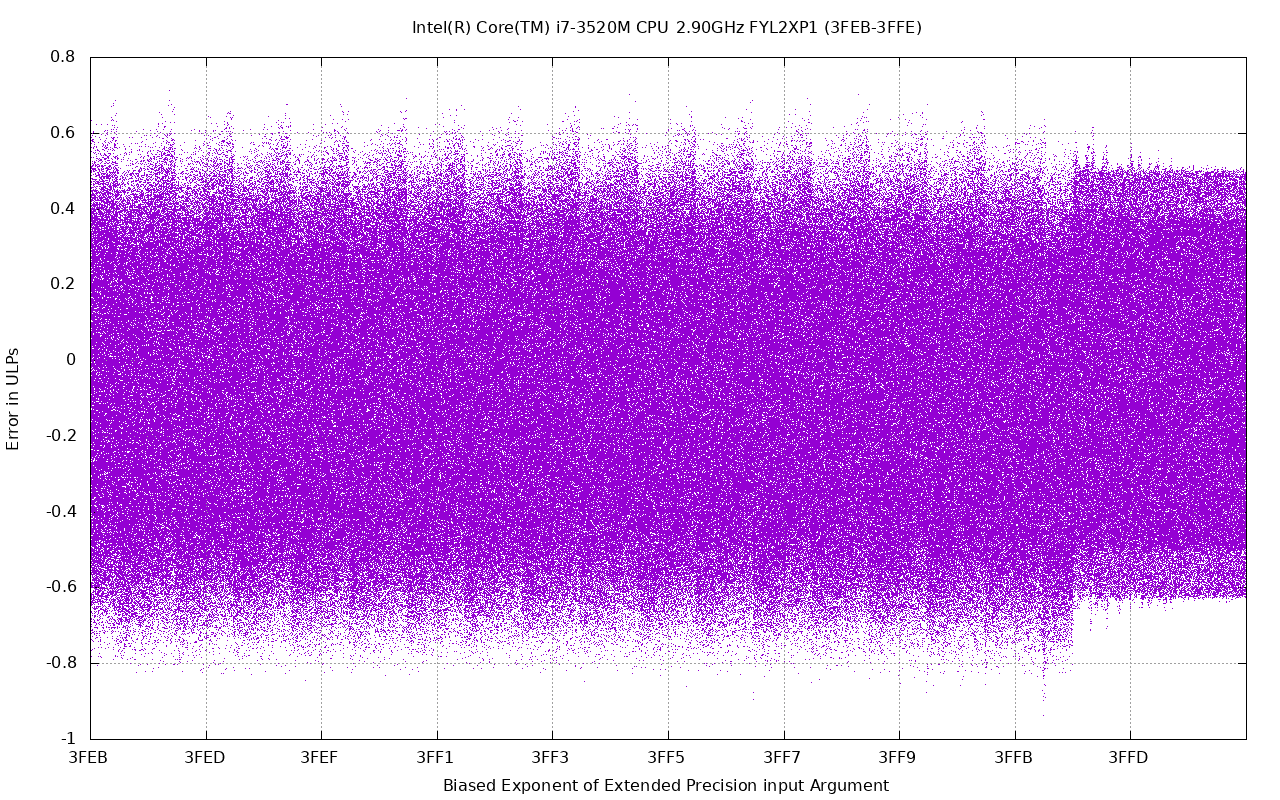 Intel(R) Core(TM) i7-3520M CPU 2.90GHz FYL2XP1 (3FEB-3FFE)
0.8
0.6
0.4
0.2
0
-0.2
-0.4
-0.6
-0.8
-1
Error in ULPs
3FEB 3FED 3FEF 3FF1 3FF3 3FF5 3FF7 3FF9 3FFB 3FFD
Biased Exponent of Extended Precision input Argument